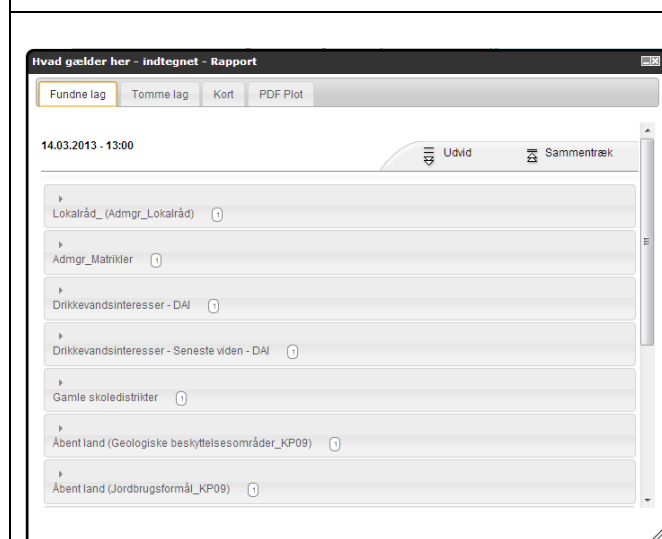 Hvad gælder her - indtegnet - Rapport
Fundne lag Tomme lag Kort PDF Plot
14.03.2013 - 13:00
Udvid Sammentræk
Lokalråd_ (Admgr_Lokalråd) 1
Admgr_Matrikler 1
Drikkevandsinteresser - DAI 1
Drikkevandsinteresser - Seneste viden - DAI 1
Gamle skoledistrikter 1
Åbent land (Geologiske beskyttelsesområder_KP09) 1
Åbent land (Jordbrugsformål_KP09) 1